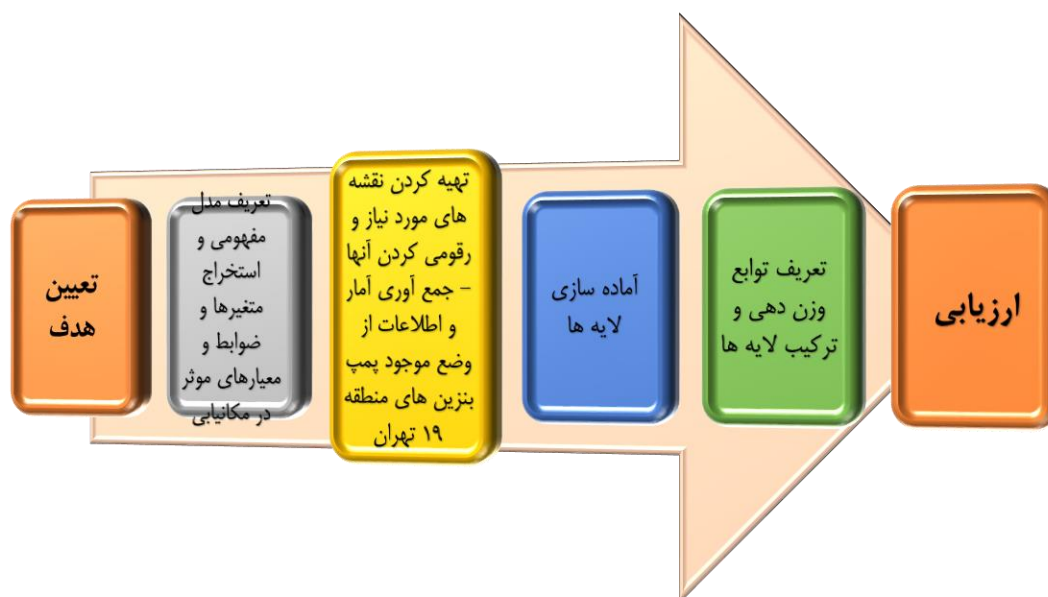 تعیین
هدف
تعریف مدل
مفهومی و
استخراج
متغیرها و
ضوابط و
معیارهای موثر
در مکانیابی
تهیه کردن نقشه
های مورد نیاز و
رقومی کردن آنها
– جمع آوری آمار
و اطلاعات از
وضع موجود پمپ
بنزین های منطقه
۱۹ تهران
آماده سازی
لایه ها
تعریف توابع
وزن دهی و
ترکیب لایه ها
ارزیابی